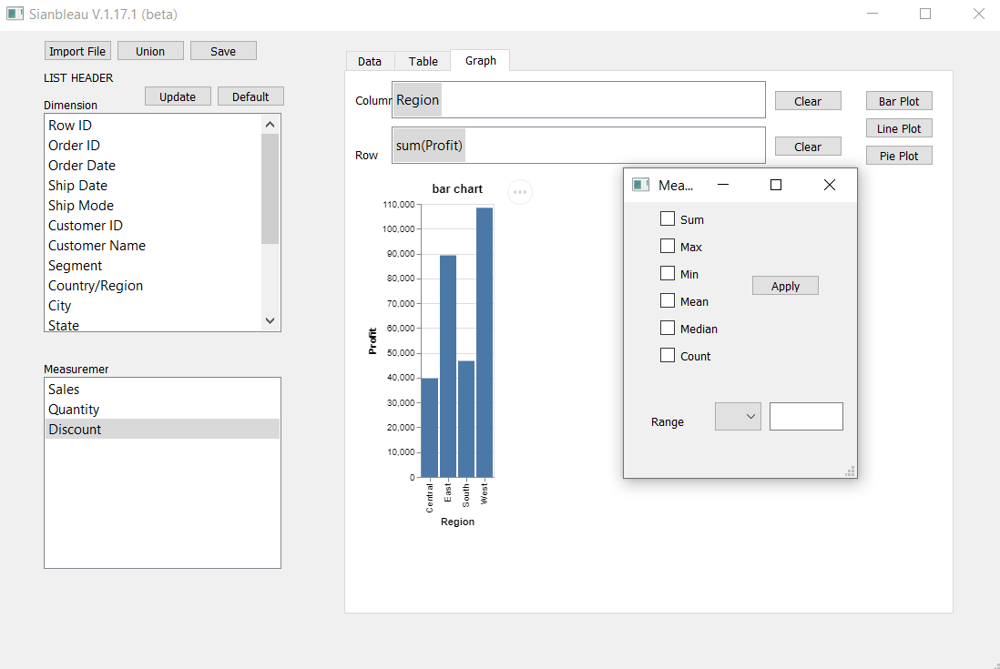 Sianbleau V.1.17.1 (beta)
Import File
Union
Save
LIST HEADER
Update
Default
Dimension
Row ID
Order ID
Order Date
Ship Date
Ship Mode
Customer ID
Customer Name
Segment
Country/Region
City
State
Measuremer
Sales
Quantity
Discount
Data
Table
Graph
Column
Region
Clear
Row
sum(Profit)
Clear
Bar Plot
Line Plot
Pie Plot
bar chart
110,000
100,000
90,000
80,000
70,000
60,000
50,000
40,000
30,000
20,000
10,000
0
Profit
Central
East
South
West
Region
Mea...
Sum
Max
Min
Mean
Median
Count
Apply
Range